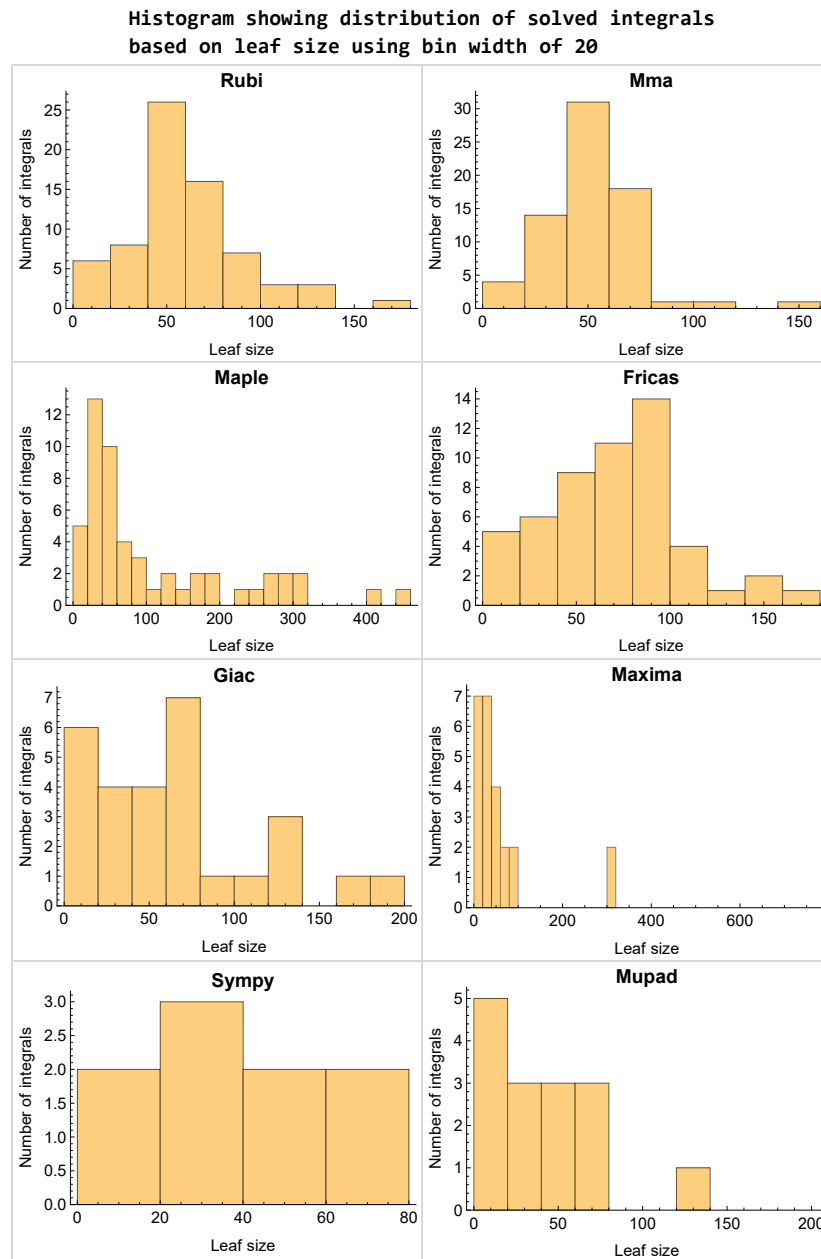 Histogram showing distribution of solved integrals
based on leaf size using bin width of 20
Rubi
Number of integrals
25
20
15
10
5
0
0 50 100 150
Leaf size
Mma
Number of integrals
30
25
20
15
10
5
0
0 50 100 150
Leaf size
Maple
Number of integrals
12
10
8
6
4
2
0
0 100 200 300 400
Leaf size
Fricas
Number of integrals
14
12
10
8
6
4
2
0
0 50 100 150
Leaf size
Giac
Number of integrals
7
6
5
4
3
2
1
0
0 50 100 150 200
Leaf size
Maxima
Number of integrals
7
6
5
4
3
2
1
0
0 200 400 600
Leaf size
Sympy
Number of integrals
3.0
2.5
2.0
1.5
1.0
0.5
0.0
0 20 40 60 80
Leaf size
Mupad
Number of integrals
5
4
3
2
1
0
0 50 100 150 200
Leaf size